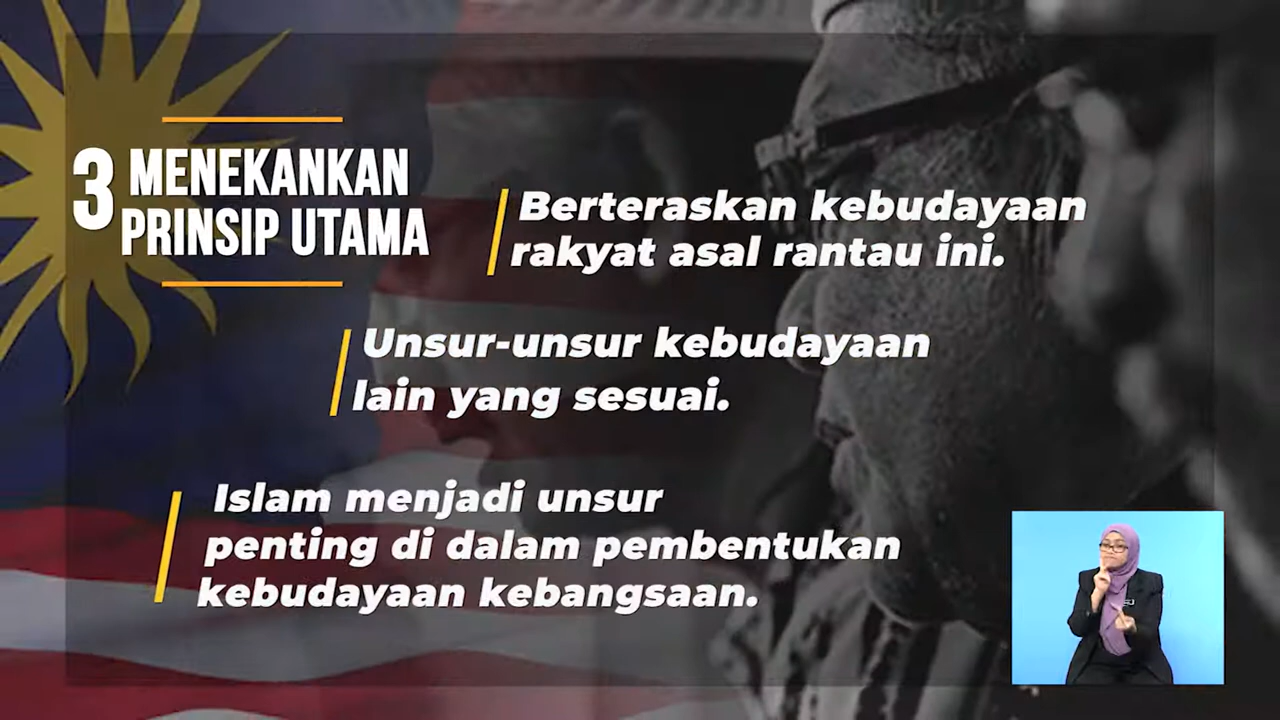 3 MENEKANKAN
PRINSIP UTAMA
Berteraskan kebudayaan
rakyat asal rantau ini.
Unsur-unsur kebudayaan
lain yang sesuai.
Islam menjadi unsur
penting di dalam pembentukan
kebudayaan kebangsaan.